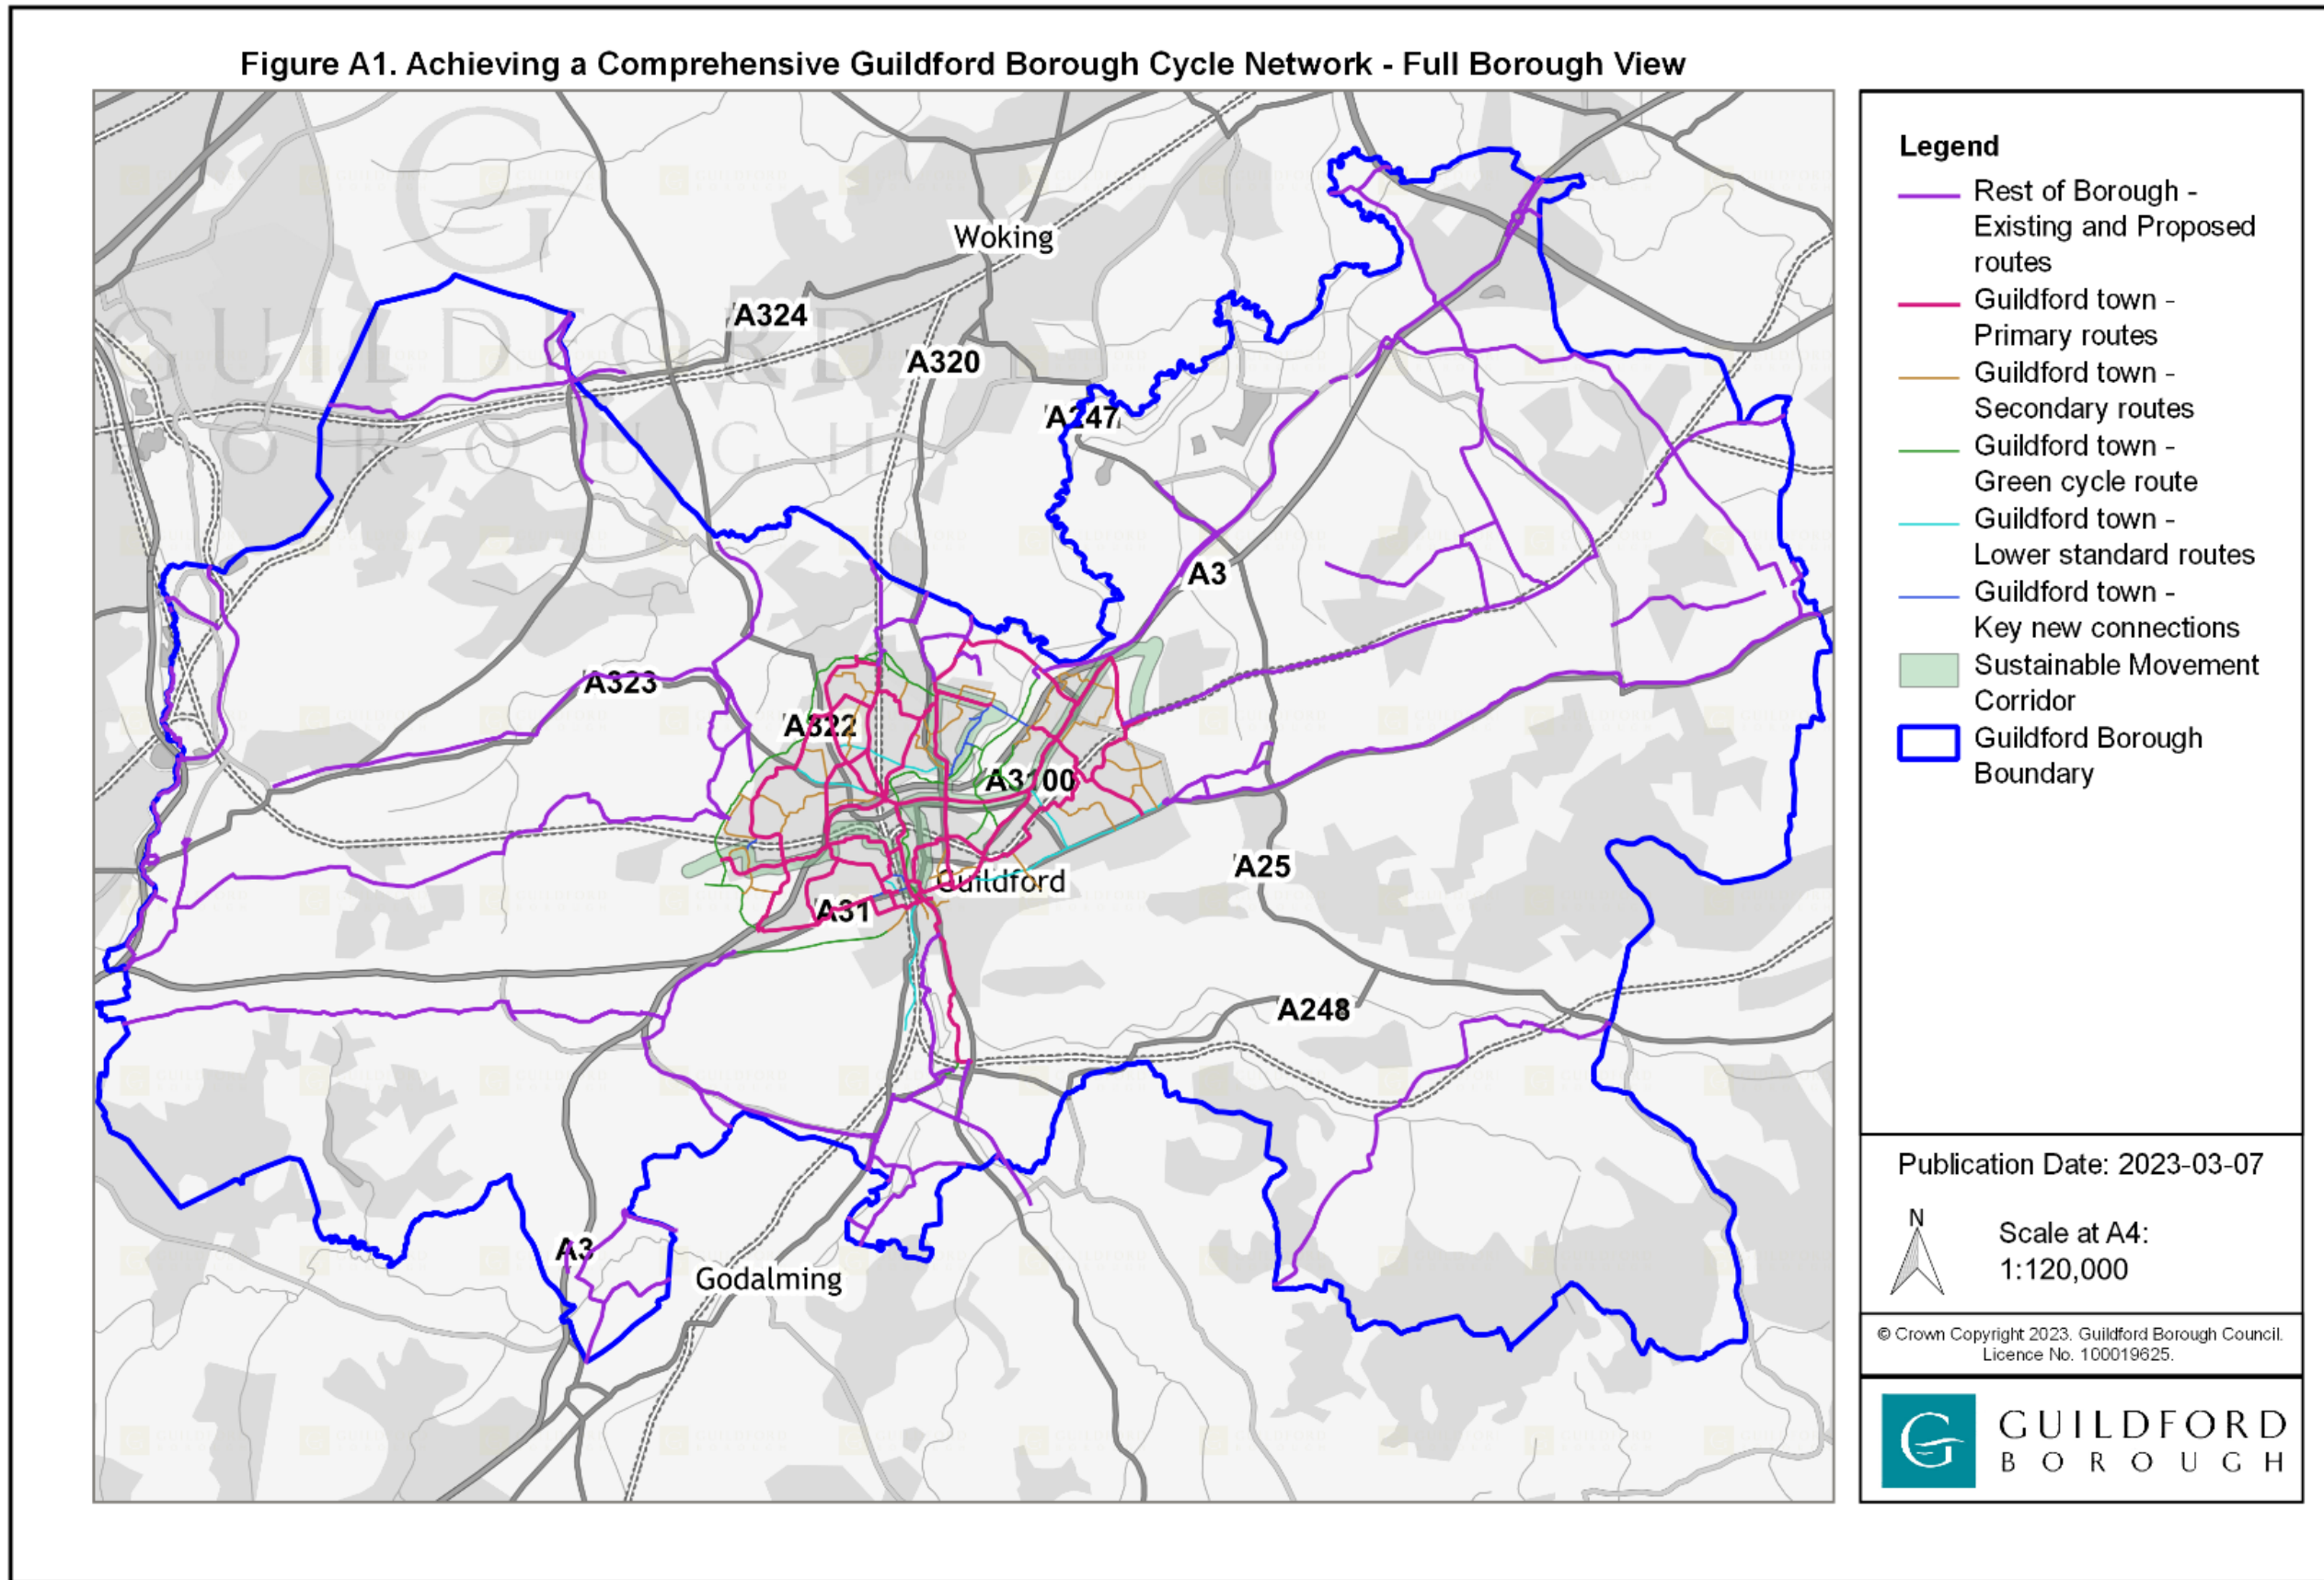 Figure A1. Achieving a Comprehensive Guildford Borough Cycle Network - Full Borough View
Woking
A324
A320
A247
A3
A323
A322
A3100
A25
Guildford
A31
A248
A3
Godalming
GUILDFORD
BOROUGH
Legend
Rest of Borough -
Existing and Proposed
routes
Guildford town -
Primary routes
Guildford town -
Secondary routes
Guildford town -
Green cycle route
Guildford town -
Lower standard routes
Guildford town -
Key new connections
Sustainable Movement
Corridor
Guildford Borough
Boundary
Publication Date: 2023-03-07
N
Scale at A4:
1:120,000
© Crown Copyright 2023. Guildford Borough Council.
Licence No. 100019625.
GUILDFORD
BOROUGH